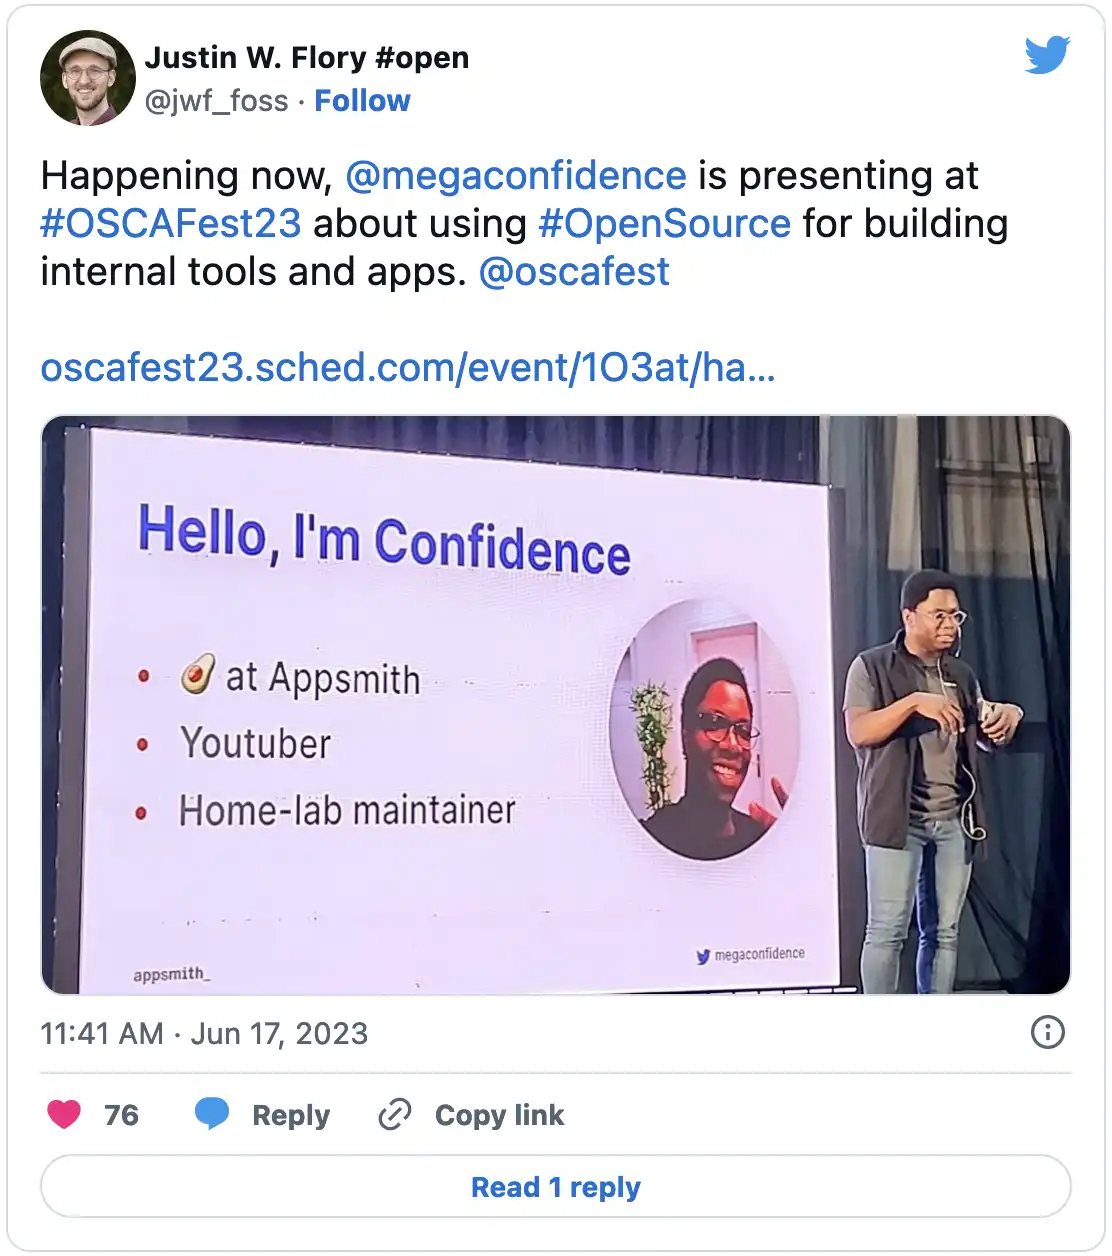 Justin W. Flory #open
@jwf_foss · Follow
Happening now, @megaconfidence is presenting at
#OSCAFest23 about using #OpenSource for building
internal tools and apps. @oscafest
oscafest23.sched.com/event/1O3at/ha…
Hello, I'm Confidence
• 🥑 at Appsmith
• Youtuber
• Home-lab maintainer
appsmith_
megaconfidence
11:41 AM · Jun 17, 2023
76 Reply Copy link
Read 1 reply